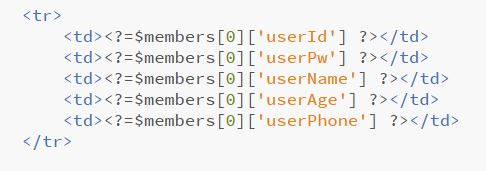 <tr>
<td><?=$members[0]['userId'] ?></td>
<td><?=$members[0]['userPw'] ?></td>
<td><?=$members[0]['userName'] ?></td>
<td><?=$members[0]['userAge'] ?></td>
<td><?=$members[0]['userPhone'] ?></td>
</tr>